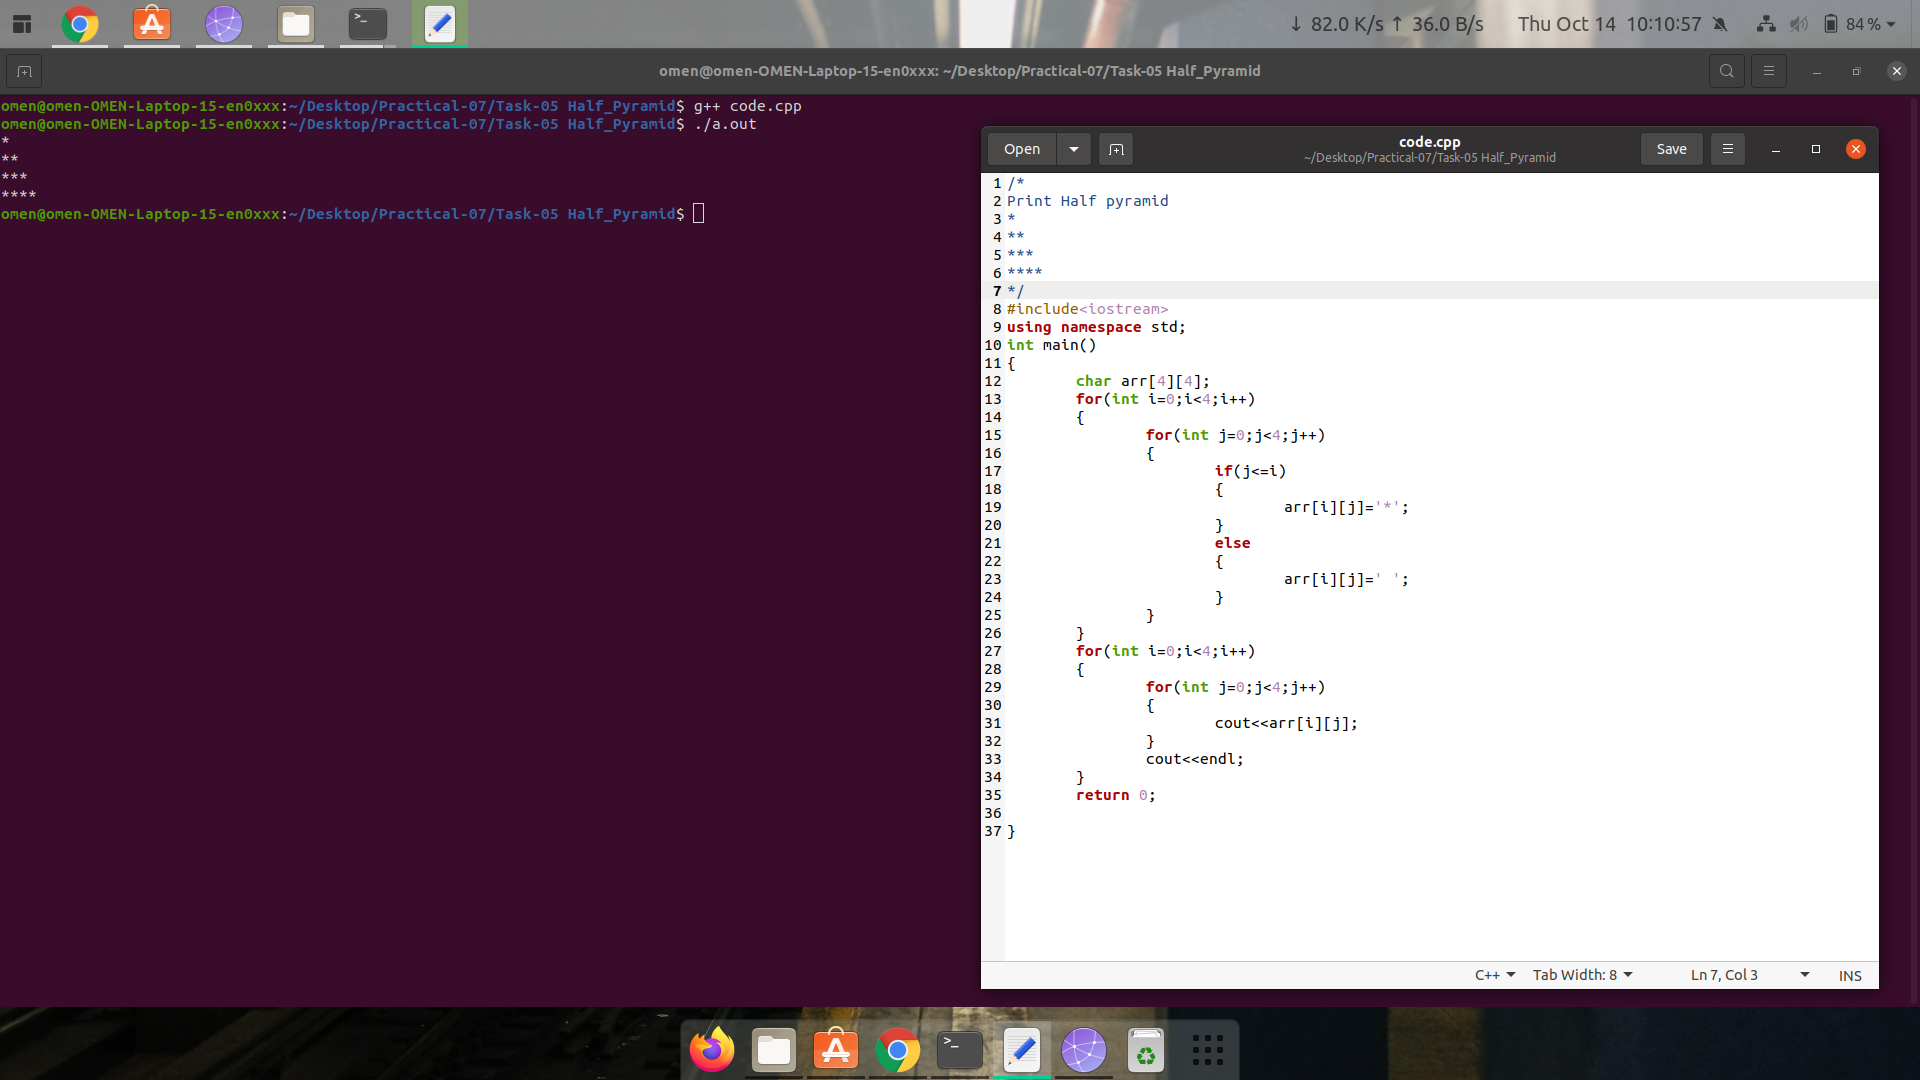 ↓ 82.0 K/s ↑ 36.0 B/s Thu Oct 14 10:10:57 84 %
omen@omen-OMEN-Laptop-15-en0xxx: ~/Desktop/Practical-07/Task-05 Half_Pyramid
omen@omen-OMEN-Laptop-15-en0xxx:~/Desktop/Practical-07/Task-05 Half_Pyramid$ g++ code.cpp
omen@omen-OMEN-Laptop-15-en0xxx:~/Desktop/Practical-07/Task-05 Half_Pyramid$ ./a.out
*
**
***
****
omen@omen-OMEN-Laptop-15-en0xxx:~/Desktop/Practical-07/Task-05 Half_Pyramid$
Open
code.cpp
~/Desktop/Practical-07/Task-05 Half_Pyramid
Save
1 /*
2 Print Half pyramid
3 *
4 **
5 ***
6 ****
7 */
8 #include<iostream>
9 using namespace std;
10 int main()
11 {
12 char arr[4][4];
13 for(int i=0;i<4;i++)
14 {
15 for(int j=0;j<4;j++)
16 {
17 if(j<=i)
18 {
19 arr[i][j]='*';
20 }
21 else
22 {
23 arr[i][j]=' ';
24 }
25 }
26 }
27 for(int i=0;i<4;i++)
28 {
29 for(int j=0;j<4;j++)
30 {
31 cout<<arr[i][j];
32 }
33 cout<<endl;
34 }
35 return 0;
36
37 }
C++ Tab Width: 8 Ln 7, Col 3 INS